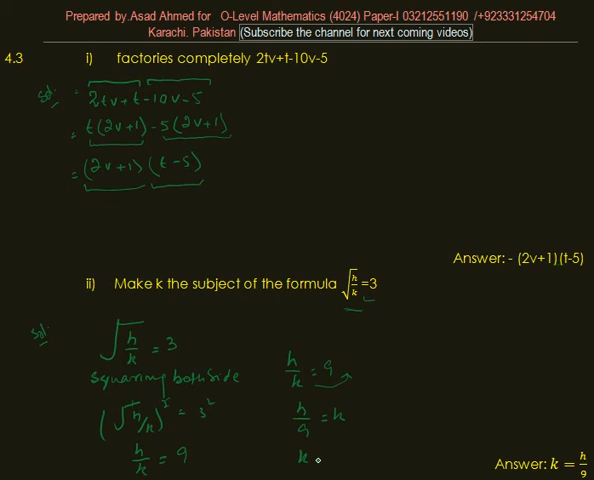 Prepared by.Asad Ahmed for O-Level Mathematics (4024) Paper-I 03212551190 /+923331254704
Karachi. Pakistan (Subscribe the channel for next coming videos)
4.3 i) factories completely 2tv+t-10v-5
Sol:
= 2tv+t-10v-5
= t(2v+1)-5(2v+1)
= (2v+1)(t-5)
Answer: - (2v+1)(t-5)
ii) Make k the subject of the formula √(h/k) =3
Sol:
√(h/k) = 3
squaring both side
(√h/k)² = 3²
h/k = 9
h/k = 9
h/9 = k
k
Answer: k = h/9